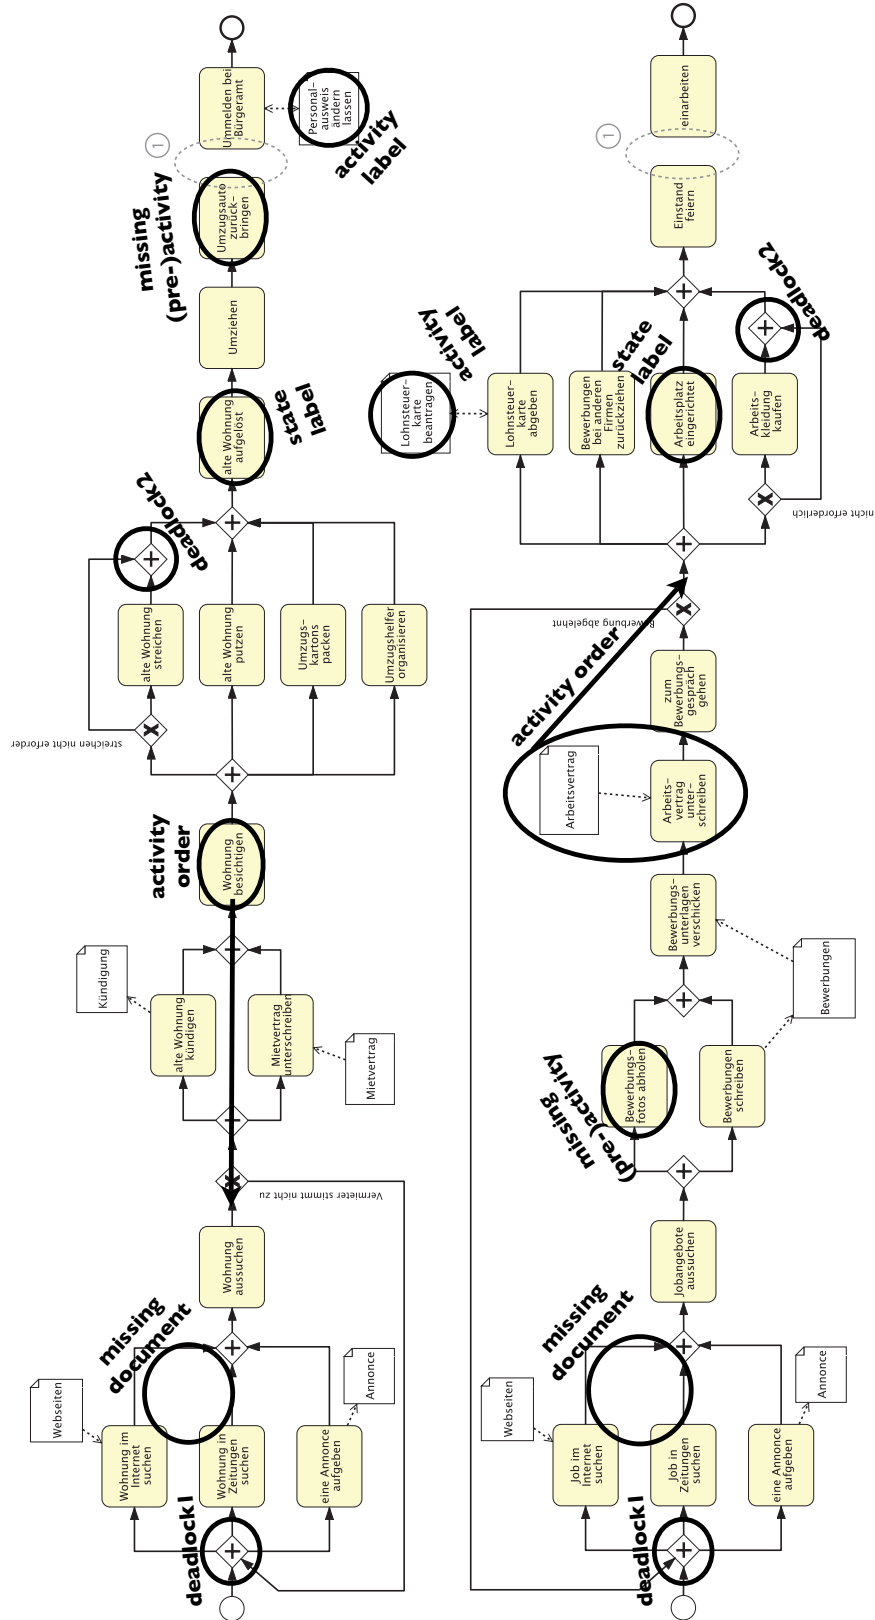 deadlock1
Wohnung im
Internet
suchen
Wohnung in
Zeitungen
suchen
eine Annonce
aufgeben
Webseiten
Annonce
missing
document
Wohnung
aussuchen
Vermieter stimmt nicht zu
alte Wohnung
kündigen
Mietvertrag
unterschreiben
Kündigung
Mietvertrag
activity
order
Wohnung
besichtigen
streichen nicht erforder
alte Wohnung
streichen
alte Wohnung
putzen
Umzugs-
kartons
packen
Umzugshelfer
organisieren
deadlock2
alte Wohnung
aufgelöst
state
label
Umziehen
missing
(pre-)activity
Umzugsauto
zurück-
bringen
1
Ummelden bei
Bürgeramt
Personal-
ausweis
ändern
lassen
activity
label
deadlock1
Job im
Internet
suchen
Job in
Zeitungen
suchen
eine Annonce
aufgeben
Webseiten
Annonce
missing
document
Jobangebote
aussuchen
missing
(pre-)activity
Bewerbungs-
fotos abholen
Bewerbungen
schreiben
Bewerbungen
Bewerbungs-
unterlagen
verschicken
Arbeits-
vertrag
unter-
schreiben
Arbeitsvertrag
activity order
zum
Bewerbungs-
gespräch
gehen
Bewerbung abgelehnt
Lohnsteuer-
karte
abgeben
Bewerbungen
bei anderen
Firmen
zurückziehen
Arbeitsplatz
eingerichtet
Arbeits-
kleidung
kaufen
nicht erforderlich
Lohnsteuer-
karte
beantragen
activity
label
state
label
deadlock2
Einstand
feiern
1
einarbeiten